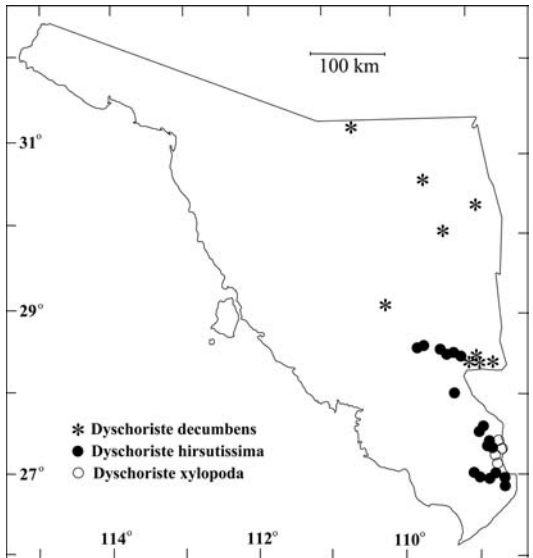 100 km
31°
29°
* Dyschoriste decumbens
● Dyschoriste hirsutissima
○ Dyschoriste xylopoda
27°
114° 112° 110°